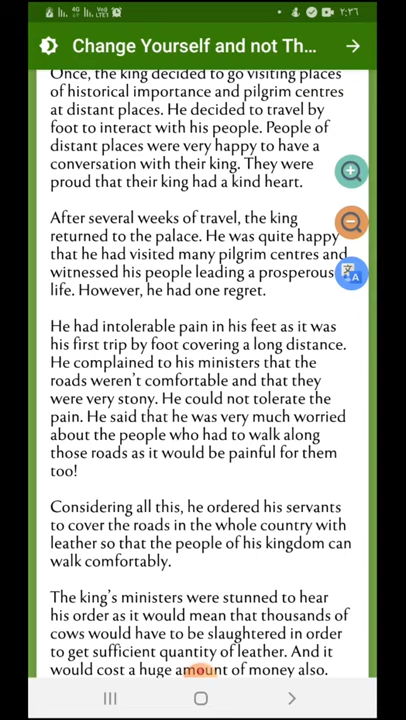 ۲:۲۶
Change Yourself and not Th...
Once, the king decided to go visiting places
of historical importance and pilgrim centres
at distant places. He decided to travel by
foot to interact with his people. People of
distant places were very happy to have a
conversation with their king. They were
proud that their king had a kind heart.
After several weeks of travel, the king
returned to the palace. He was quite happy
that he had visited many pilgrim centres and
witnessed his people leading a prosperous
life. However, he had one regret.
He had intolerable pain in his feet as it was
his first trip by foot covering a long distance.
He complained to his ministers that the
roads weren't comfortable and that they
were very stony. He could not tolerate the
pain. He said that he was very much worried
about the people who had to walk along
those roads as it would be painful for them
too!
Considering all this, he ordered his servants
to cover the roads in the whole country with
leather so that the people of his kingdom can
walk comfortably.
The king's ministers were stunned to hear
his order as it would mean that thousands of
cows would have to be slaughtered in order
to get sufficient quantity of leather. And it
would cost a huge amount of money also.